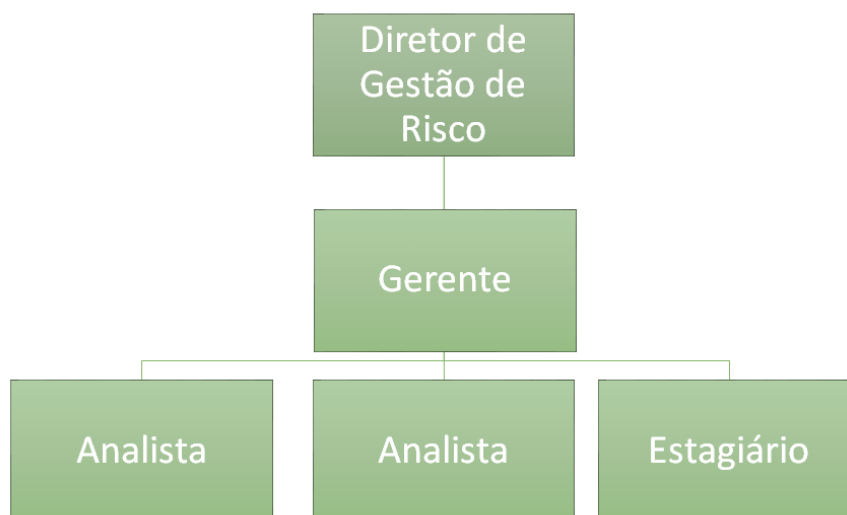 Diretor de
Gestão de
Risco
Gerente
Analista
Analista
Estagiário